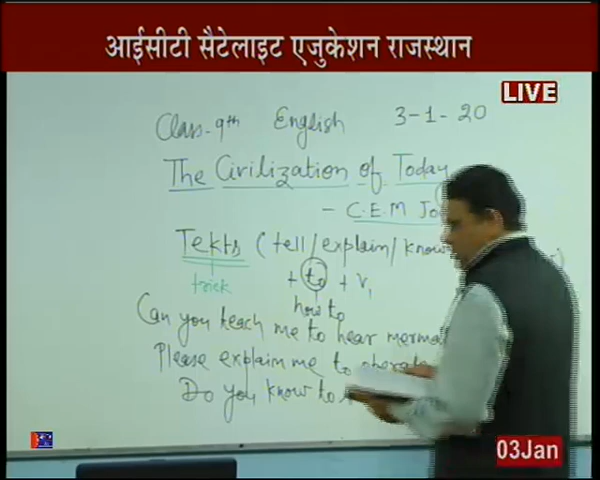 आईसीटी सैटेलाइट एजुकेशन राजस्थान
LIVE
Class-9th English 3-1-20
The Civilization of Today
- C.E.M
Tekts (tell/explain/know
trick + to + V1
how to
Can you teach me to hear
Please explain me to
Do you know to
03Jan